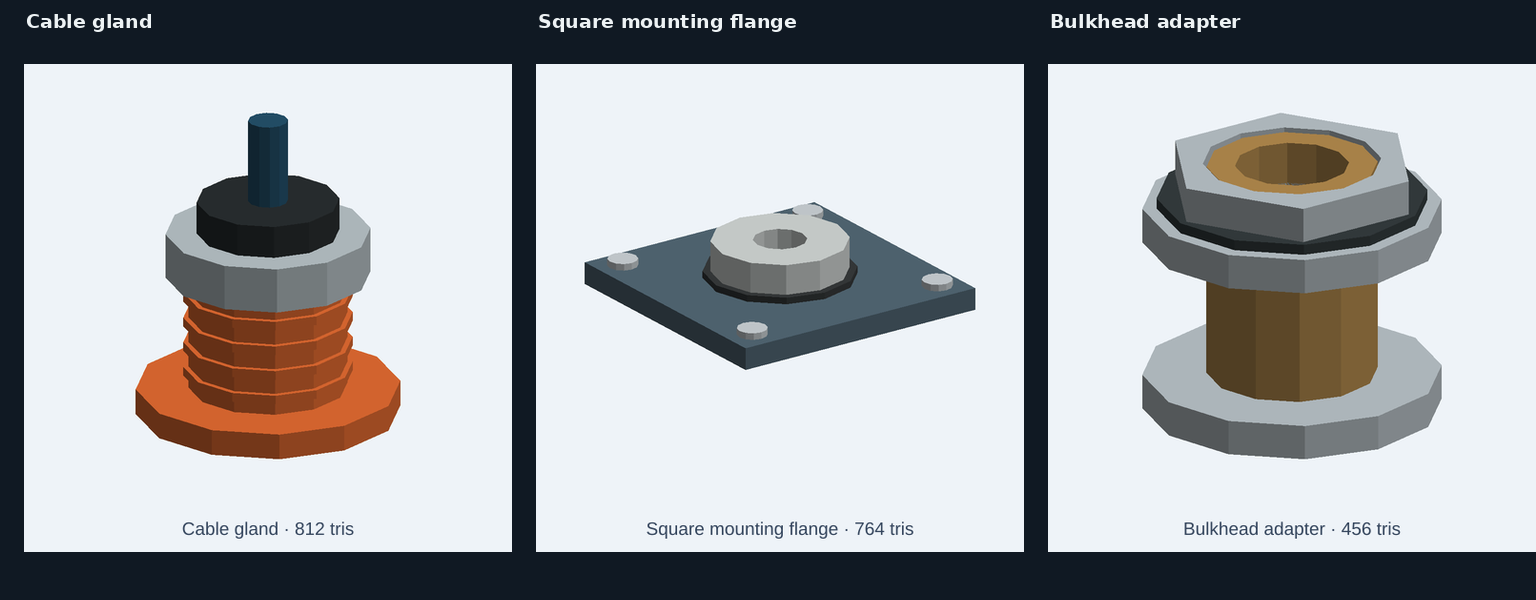 Cable gland
Square mounting flange
Bulkhead adapter
Cable gland · 812 tris
Square mounting flange · 764 tris
Bulkhead adapter · 456 tris